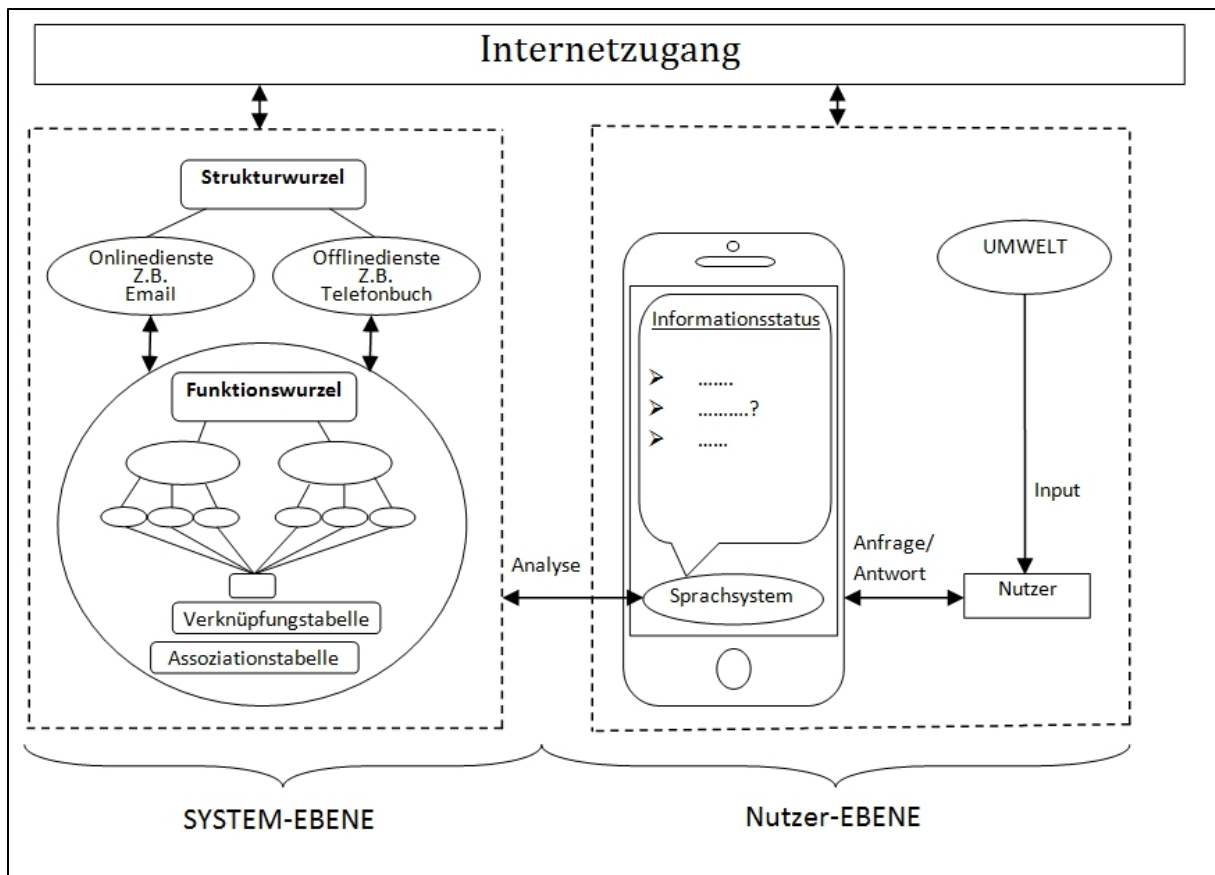 Internetzugang
Strukturwurzel
Onlinedienste
Z.B.
Email
Offlinedienste
Z.B.
Telefonbuch
Funktionswurzel
Verknüpfungstabelle
Assoziationstabelle
Analyse
Informationsstatus
➢ .......
➢ ..........?
➢ ......
Sprachsystem
UMWELT
Input
Anfrage/
Antwort
Nutzer
SYSTEM-EBENE
Nutzer-EBENE